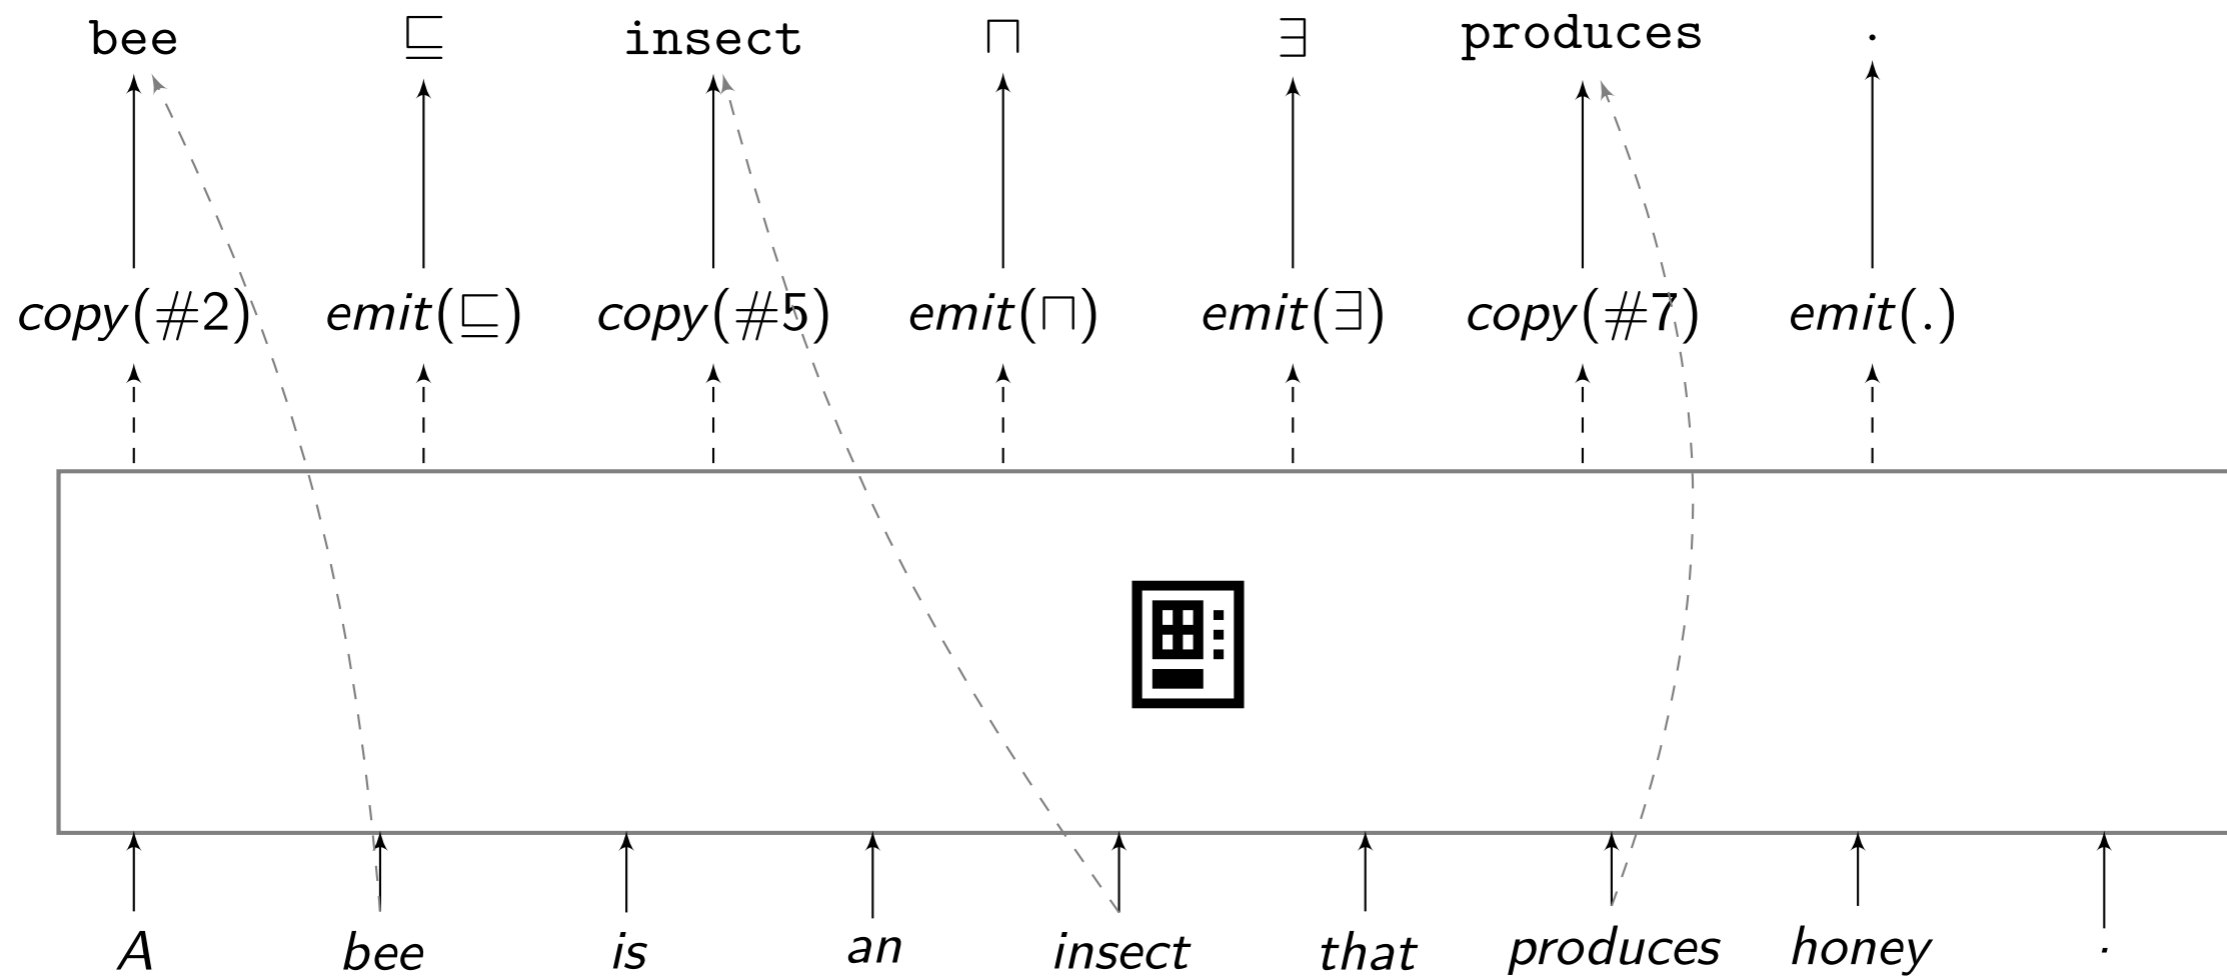 bee ⊑ insect ⊓ ∃ produces .
copy(#2) emit(⊑) copy(#5) emit(⊓) emit(∃) copy(#7) emit(.)
A bee is an insect that produces honey .